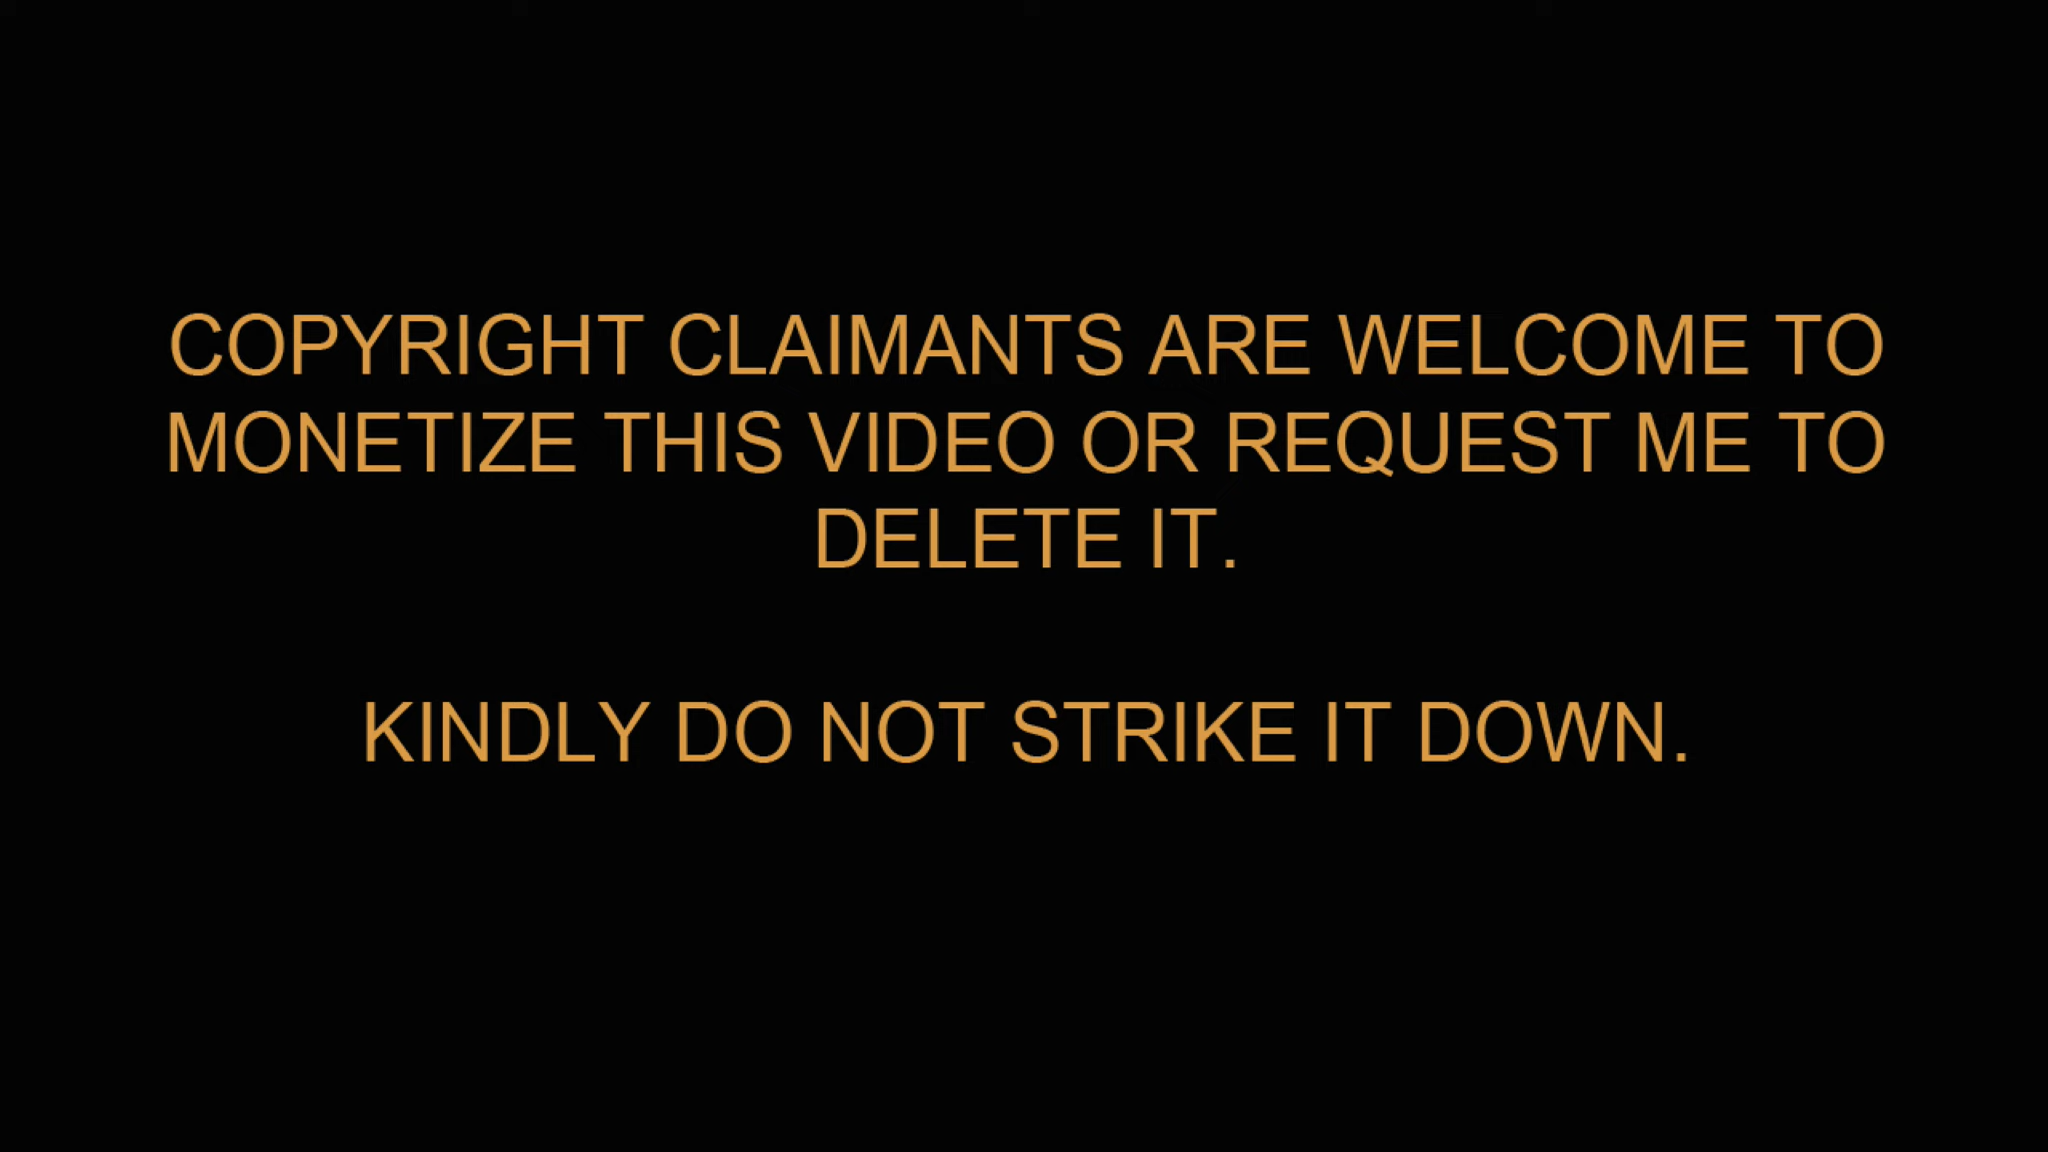 COPYRIGHT CLAIMANTS ARE WELCOME TO
MONETIZE THIS VIDEO OR REQUEST ME TO
DELETE IT.
KINDLY DO NOT STRIKE IT DOWN.